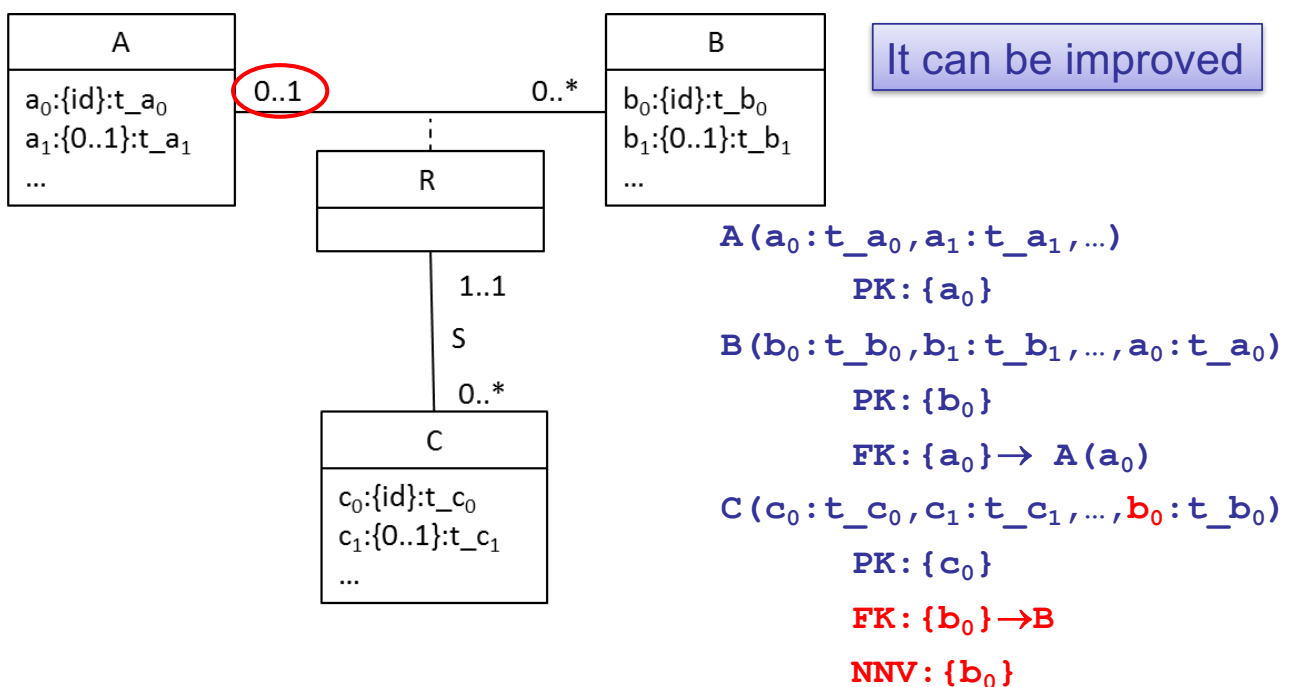 A
a₀:{id}:t_a₀
a₁:{0..1}:t_a₁
...
0..1
0..*
B
b₀:{id}:t_b₀
b₁:{0..1}:t_b₁
...
It can be improved
R
1..1
S
0..*
C
c₀:{id}:t_c₀
c₁:{0..1}:t_c₁
...
A(a₀:t_a₀,a₁:t_a₁,…)
PK:{a₀}
B(b₀:t_b₀,b₁:t_b₁,…,a₀:t_a₀)
PK:{b₀}
FK:{a₀}→ A(a₀)
C(c₀:t_c₀,c₁:t_c₁,…,b₀:t_b₀)
PK:{c₀}
FK:{b₀}→B
NNV:{b₀}